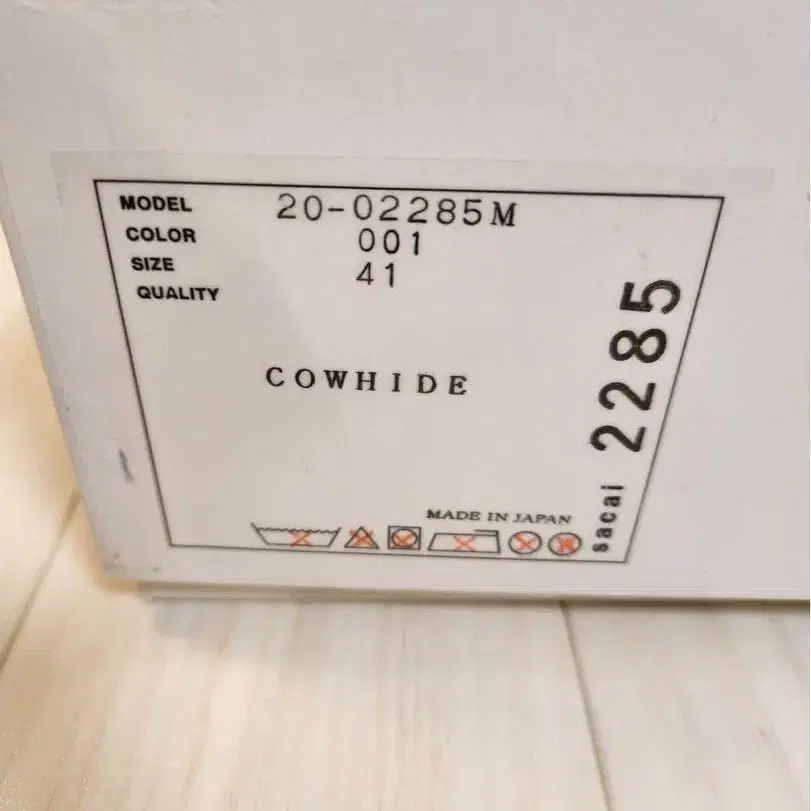 MODEL 20-02285M
COLOR 001
SIZE 41
QUALITY
COWHIDE
MADE IN JAPAN
sacai 2285